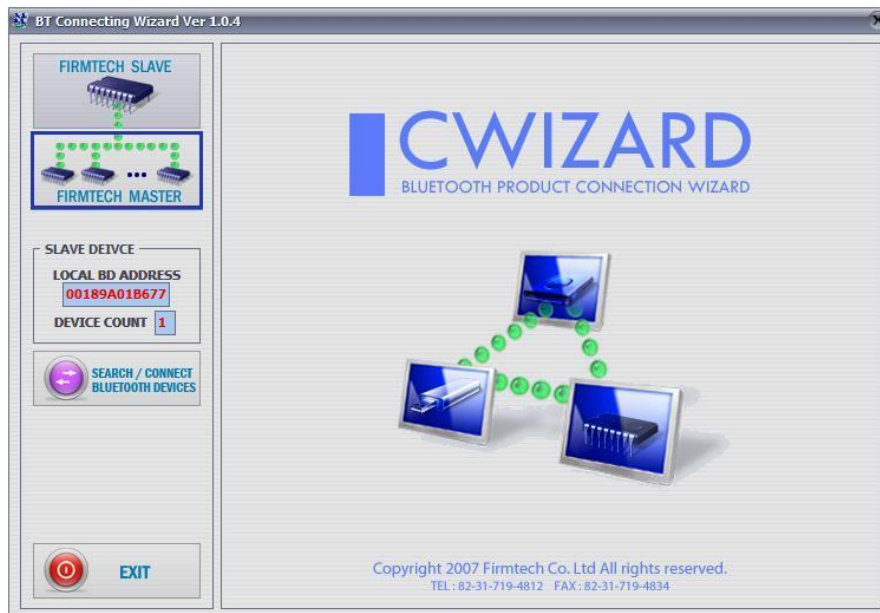 BT Connecting Wizard Ver 1.0.4
FIRMTECH SLAVE
FIRMTECH MASTER
SLAVE DEIVCE
LOCAL BD ADDRESS
00189A01B677
DEVICE COUNT 1
SEARCH / CONNECT
BLUETOOTH DEVICES
EXIT
CWIZARD
BLUETOOTH PRODUCT CONNECTION WIZARD
Copyright 2007 Firmtech Co. Ltd All rights reserved.
TEL : 82-31-719-4812 FAX : 82-31-719-4834